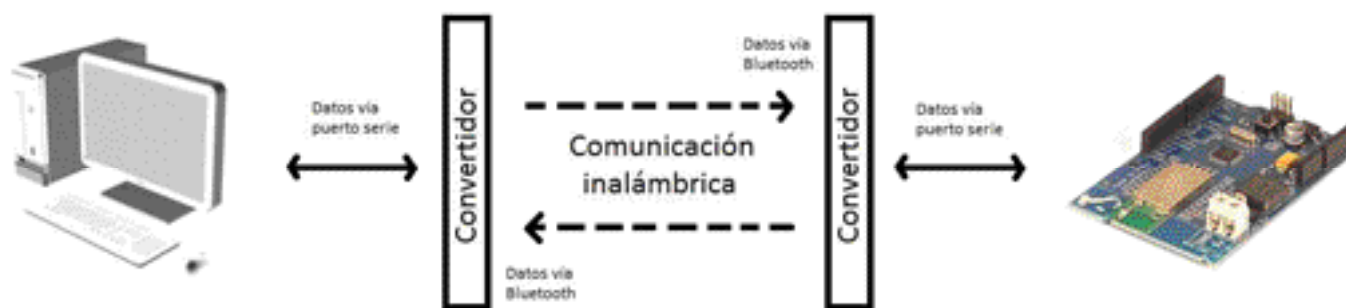 Datos vía
puerto serie
Convertidor
Datos vía
Bluetooth
Comunicación
inalámbrica
Datos vía
Bluetooth
Convertidor
Datos vía
puerto serie